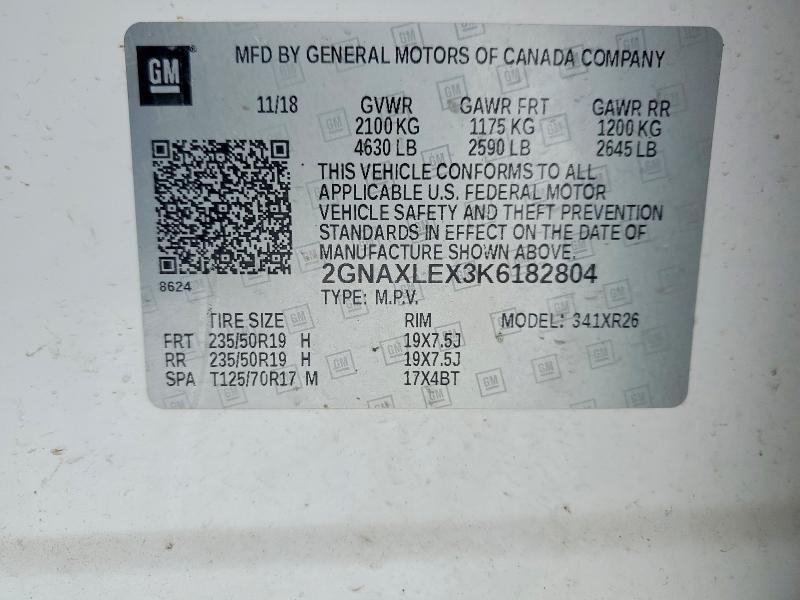 GM
MFD BY GENERAL MOTORS OF CANADA COMPANY
11/18 GVWR GAWR FRT GAWR RR
2100 KG 1175 KG 1200 KG
4630 LB 2590 LB 2645 LB
THIS VEHICLE CONFORMS TO ALL
APPLICABLE U.S. FEDERAL MOTOR
VEHICLE SAFETY AND THEFT PREVENTION
STANDARDS IN EFFECT ON THE DATE OF
MANUFACTURE SHOWN ABOVE.
8624
2GNAXLEX3K6182804
TYPE: M.P.V.
TIRE SIZE RIM MODEL: 341XR26
FRT 235/50R19 H 19X7.5J
RR 235/50R19 H 19X7.5J
SPA T125/70R17 M 17X4BT